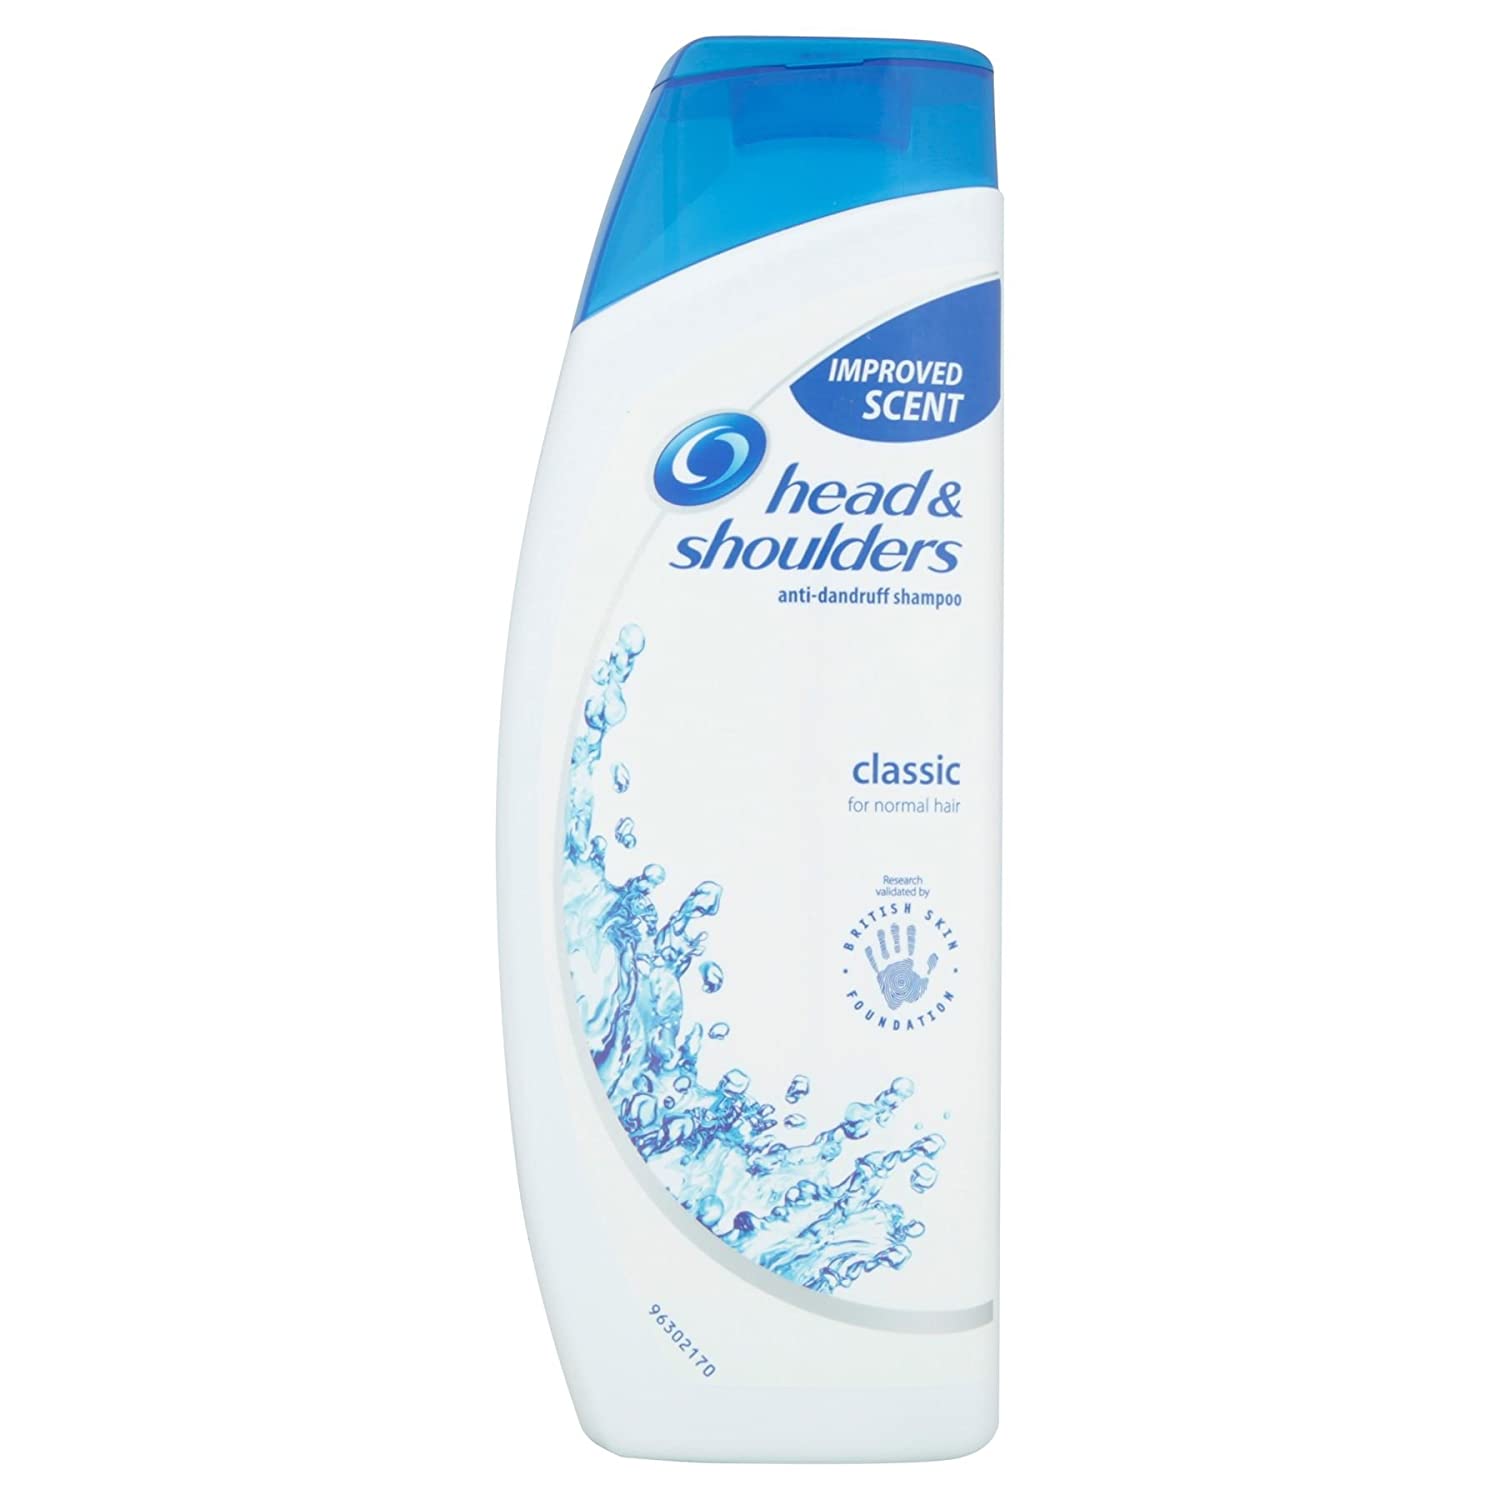 IMPROVED
SCENT
head &
shoulders
anti-dandruff shampoo
classic
for normal hair
Research
validated by
BRITISH SKIN
FOUNDATION
96302170